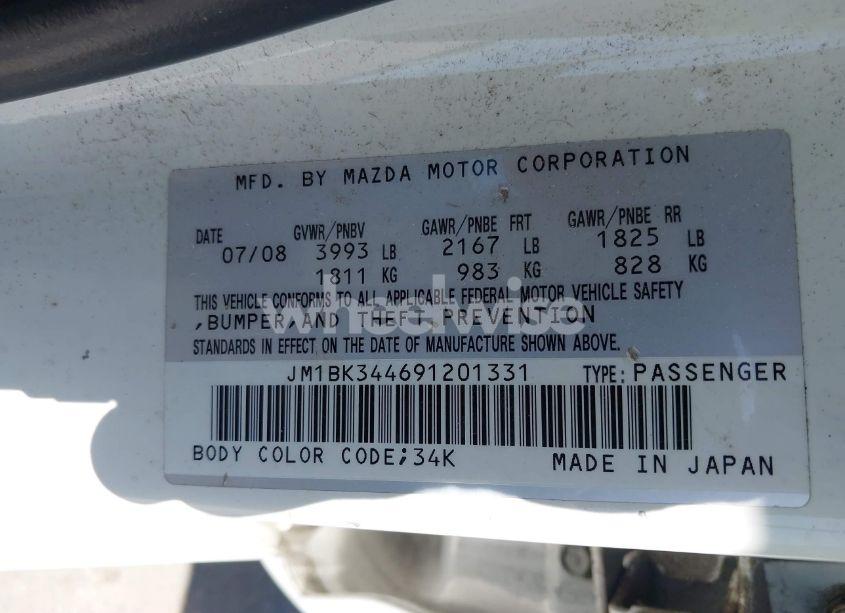 MFD. BY MAZDA MOTOR CORPORATION
DATE GVWR/PNBV GAWR/PNBE FRT GAWR/PNBE RR
07/08 3993 LB 2167 LB 1825 LB
1811 KG 983 KG 828 KG
THIS VEHICLE CONFORMS TO ALL APPLICABLE FEDERAL MOTOR VEHICLE SAFETY
,BUMPER,AND THEFT PREVENTION
STANDARDS IN EFFECT ON THE DATE OF MANUFACTURE SHOWN ABOVE.
JM1BK344691201331 TYPE: PASSENGER
BODY COLOR CODE;34K MADE IN JAPAN
wheelwise